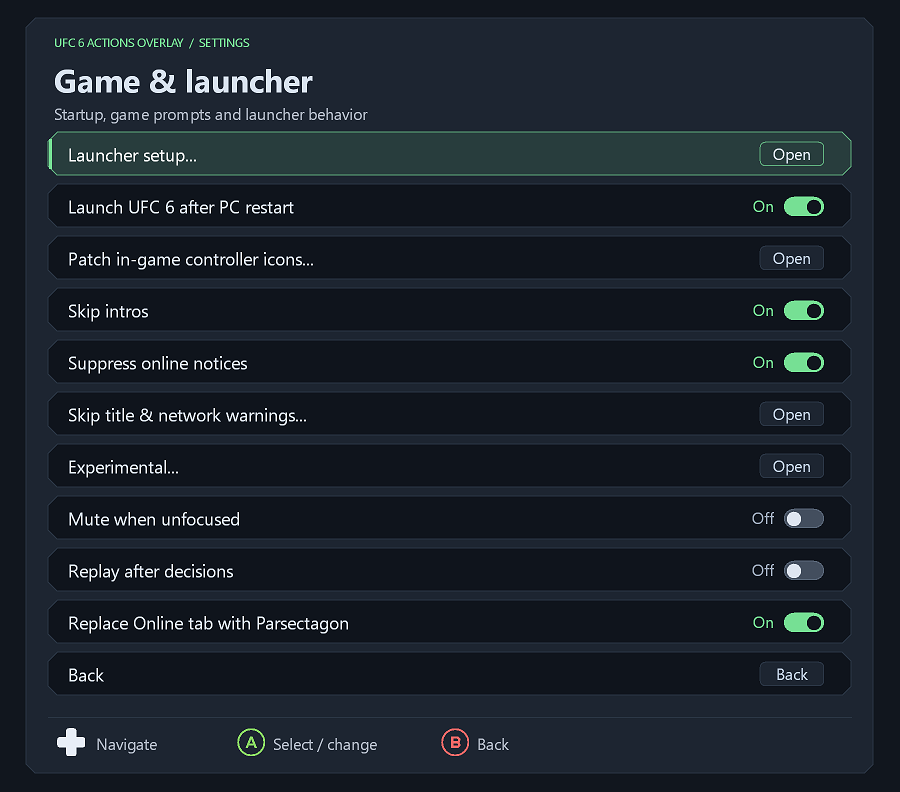 UFC 6 ACTIONS OVERLAY / SETTINGS
Game & launcher
Startup, game prompts and launcher behavior
Launcher setup... Open
Launch UFC 6 after PC restart On
Patch in-game controller icons... Open
Skip intros On
Suppress online notices On
Skip title & network warnings... Open
Experimental... Open
Mute when unfocused Off
Replay after decisions Off
Replace Online tab with Parsectagon On
Back Back
Navigate A Select / change B Back